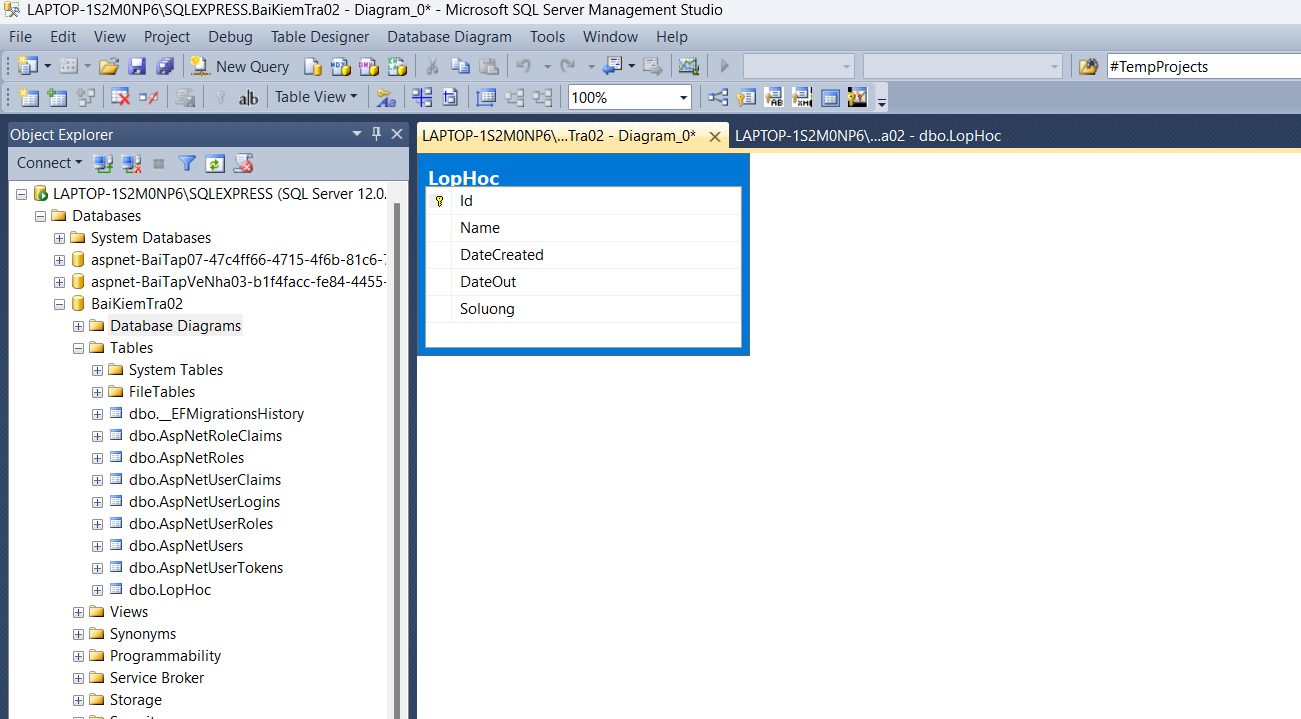 LAPTOP-1S2M0NP6\SQLEXPRESS.BaiKiemTra02 - Diagram_0* - Microsoft SQL Server Management Studio
File Edit View Project Debug Table Designer Database Diagram Tools Window Help
New Query #TempProjects
Table View 100%
Object Explorer
LAPTOP-1S2M0NP6\...Tra02 - Diagram_0* LAPTOP-1S2M0NP6\...a02 - dbo.LopHoc
Connect
LAPTOP-1S2M0NP6\SQLEXPRESS (SQL Server 12.0.
Databases
System Databases
aspnet-BaiTap07-47c4ff66-4715-4f6b-81c6-
aspnet-BaiTapVeNha03-b1f4facc-fe84-4455-
BaiKiemTra02
Database Diagrams
Tables
System Tables
FileTables
dbo.__EFMigrationsHistory
dbo.AspNetRoleClaims
dbo.AspNetRoles
dbo.AspNetUserClaims
dbo.AspNetUserLogins
dbo.AspNetUserRoles
dbo.AspNetUsers
dbo.AspNetUserTokens
dbo.LopHoc
Views
Synonyms
Programmability
Service Broker
Storage
LopHoc
Id
Name
DateCreated
DateOut
Soluong